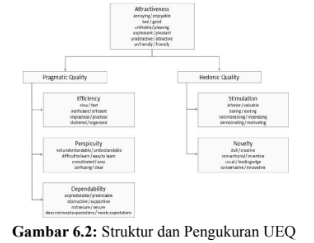 Attractiveness
annoying / enjoyable
bad / good
unlikable / pleasing
unpleasant / pleasant
unattractive / attractive
unfriendly / friendly
Pragmatic Quality
Hedonic Quality
Efficiency
slow / fast
inefficient / efficient
impractical / practical
cluttered / organized
Stimulation
inferior / valuable
boring / exiting
not interesting / interesting
demotivating / motivating
Perspicuity
not understandable / understandable
difficult to learn / easy to learn
complicated / easy
confusing / clear
Novelty
dull / creative
conventional / inventive
usual / leading edge
conservative / innovative
Dependability
unpredictable / predictable
obstructive / supportive
not secure / secure
does not meet expectations / meets expectations
Gambar 6.2: Struktur dan Pengukuran UEQ